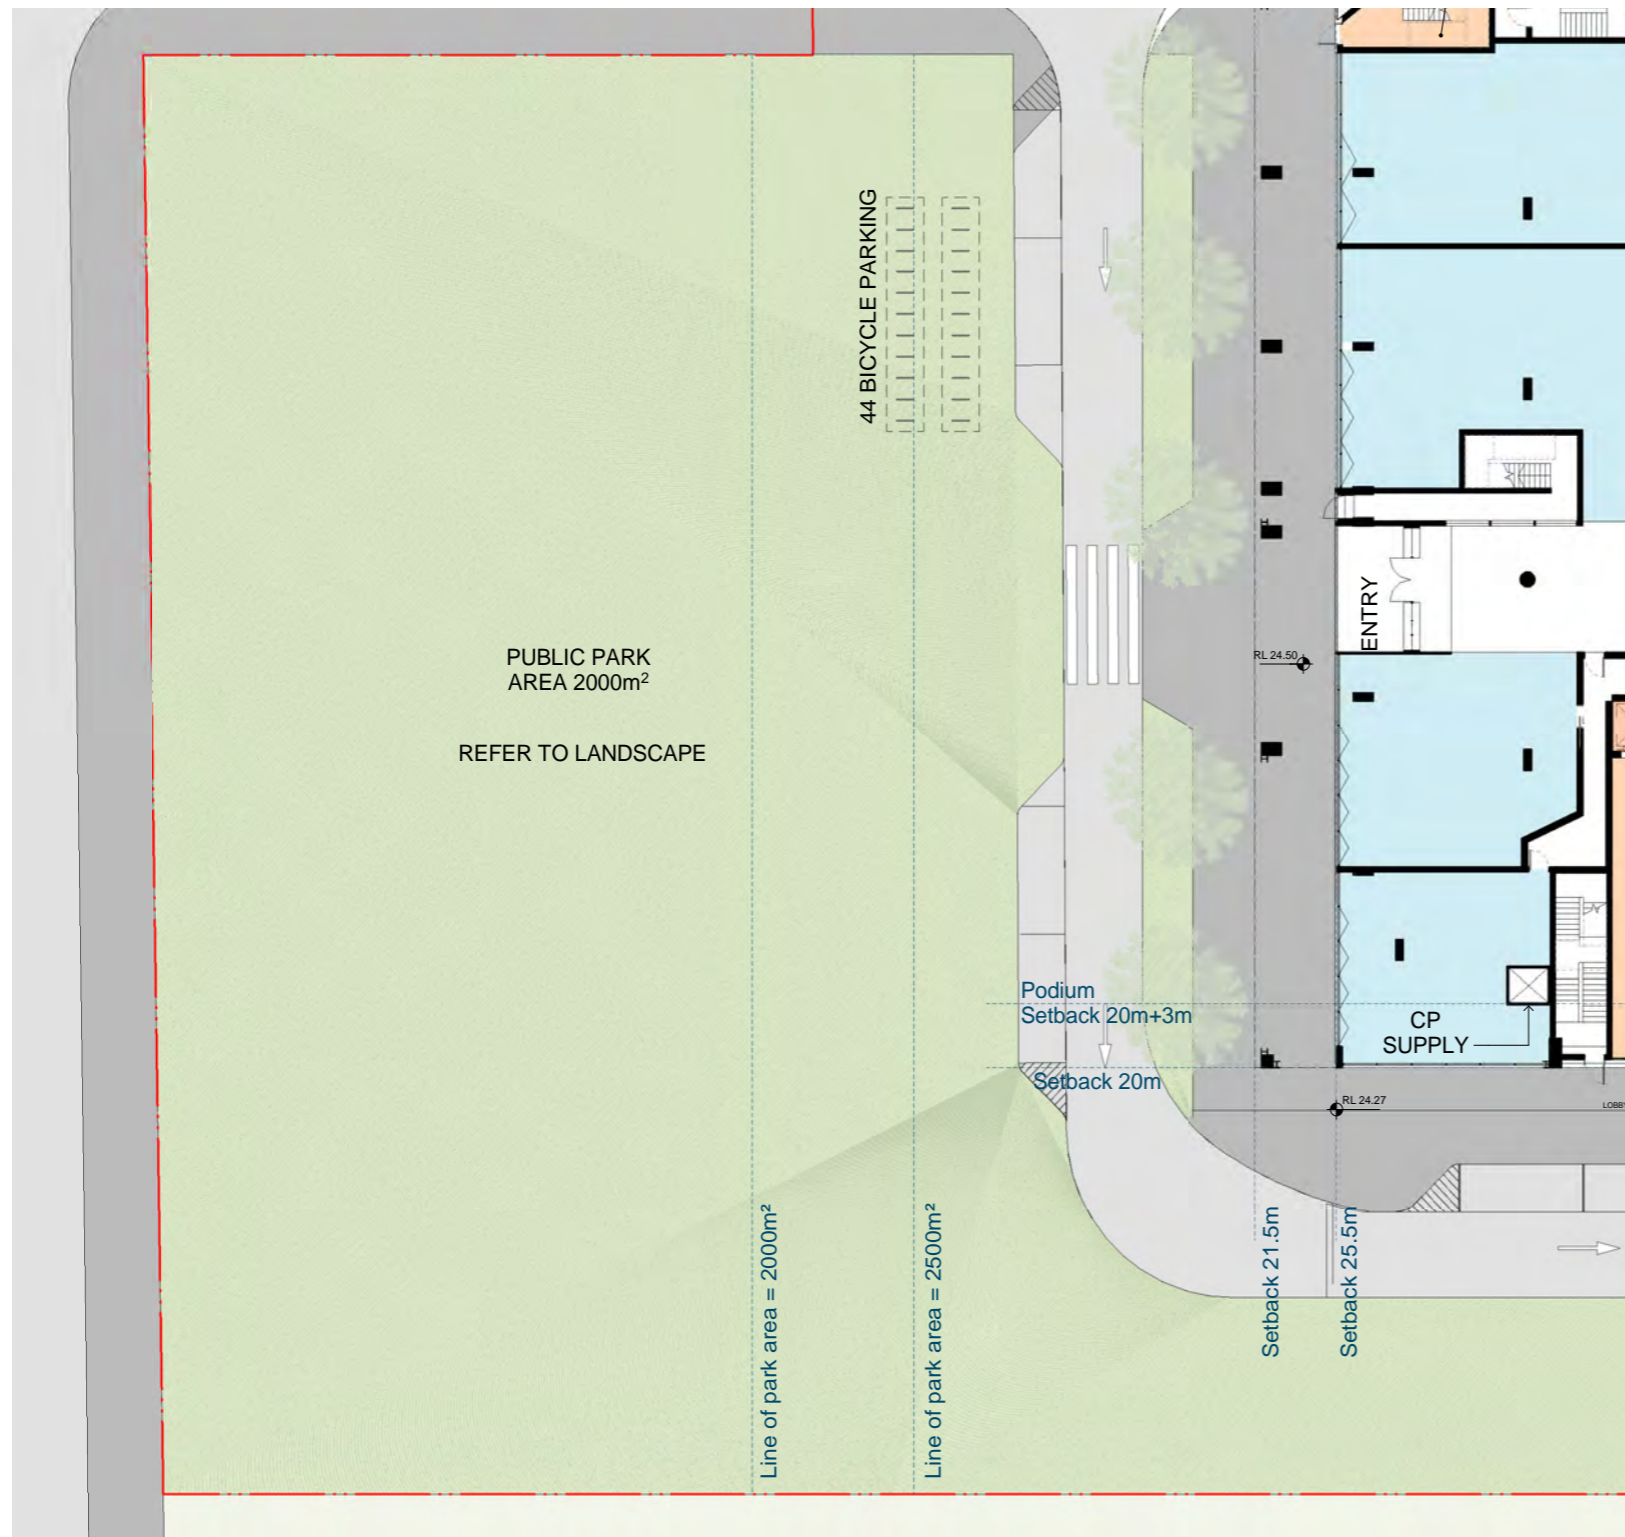 44 BICYCLE PARKING
ENTRY
RL 24.50
PUBLIC PARK
AREA 2000m²
REFER TO LANDSCAPE
Podium
Setback 20m+3m
CP
SUPPLY
Setback 20m
RL 24.27
LOBBY
Line of park area = 2000m²
Line of park area = 2500m²
Setback 21.5m
Setback 25.5m